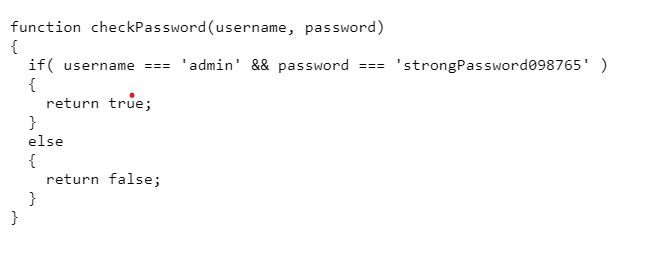 function checkPassword(username, password)
{
  if( username === 'admin' && password === 'strongPassword098765' )
  {
    return true;
  }
  else
  {
    return false;
  }
}